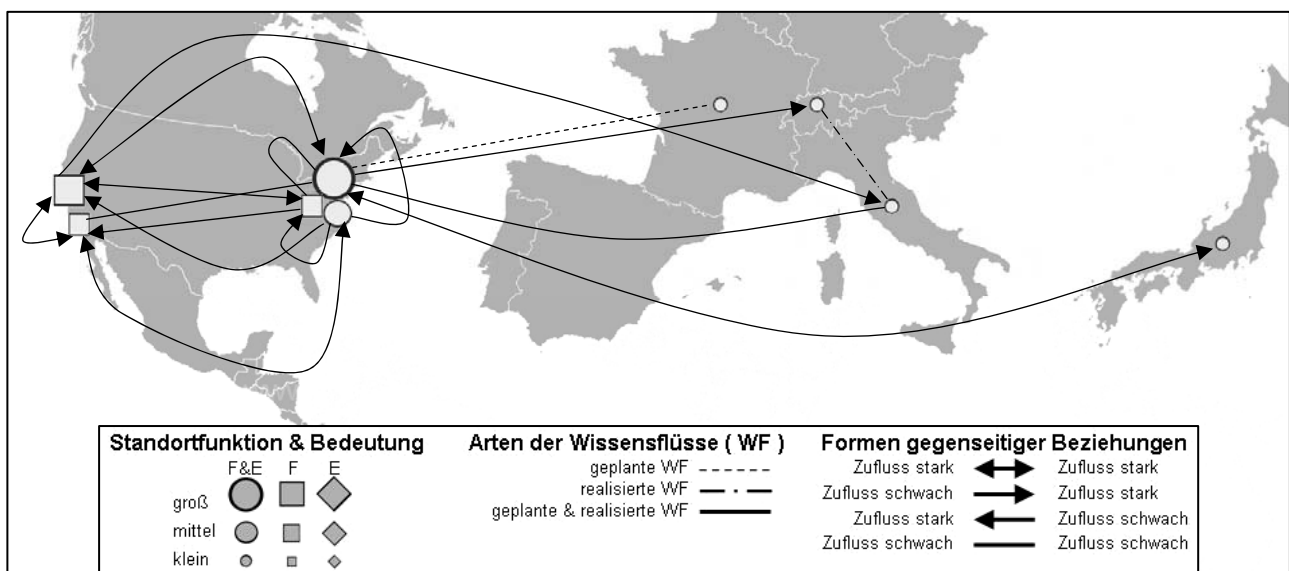 Standortfunktion & Bedeutung
F&E F E
groß
mittel
klein
Arten der Wissensflüsse ( WF )
geplante WF
realisierte WF
geplante & realisierte WF
Formen gegenseitiger Beziehungen
Zufluss stark Zufluss stark
Zufluss schwach Zufluss stark
Zufluss stark Zufluss schwach
Zufluss schwach Zufluss schwach